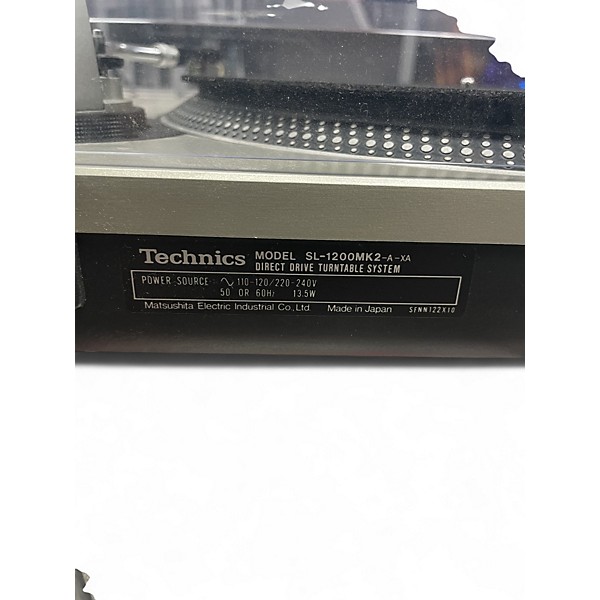 Technics MODEL SL-1200MK2-A-XA
DIRECT DRIVE TURNTABLE SYSTEM
POWER SOURCE ∿ 110-120/220-240V
50 OR 60Hz 13.5W
Matsushita Electric Industrial Co., Ltd. Made in Japan SFNN122X10